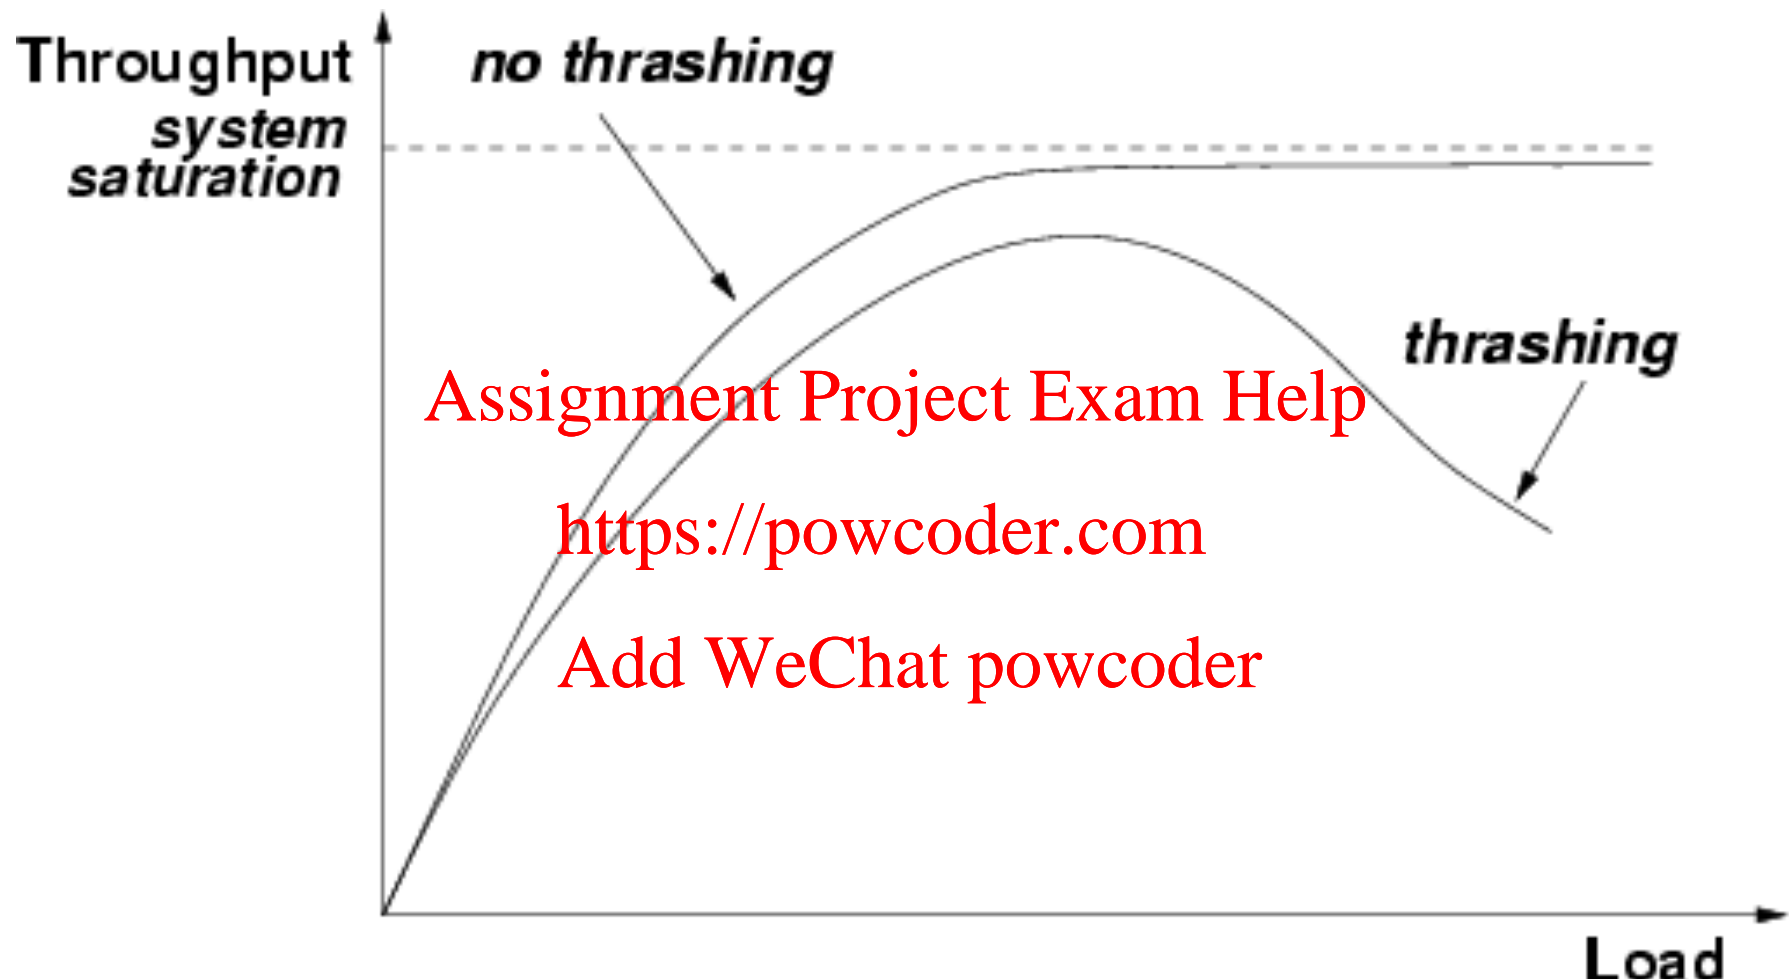 Throughput
no thrashing
system
saturation
thrashing
Assignment Project Exam Help
https://powcoder.com
Add WeChat powcoder
Load